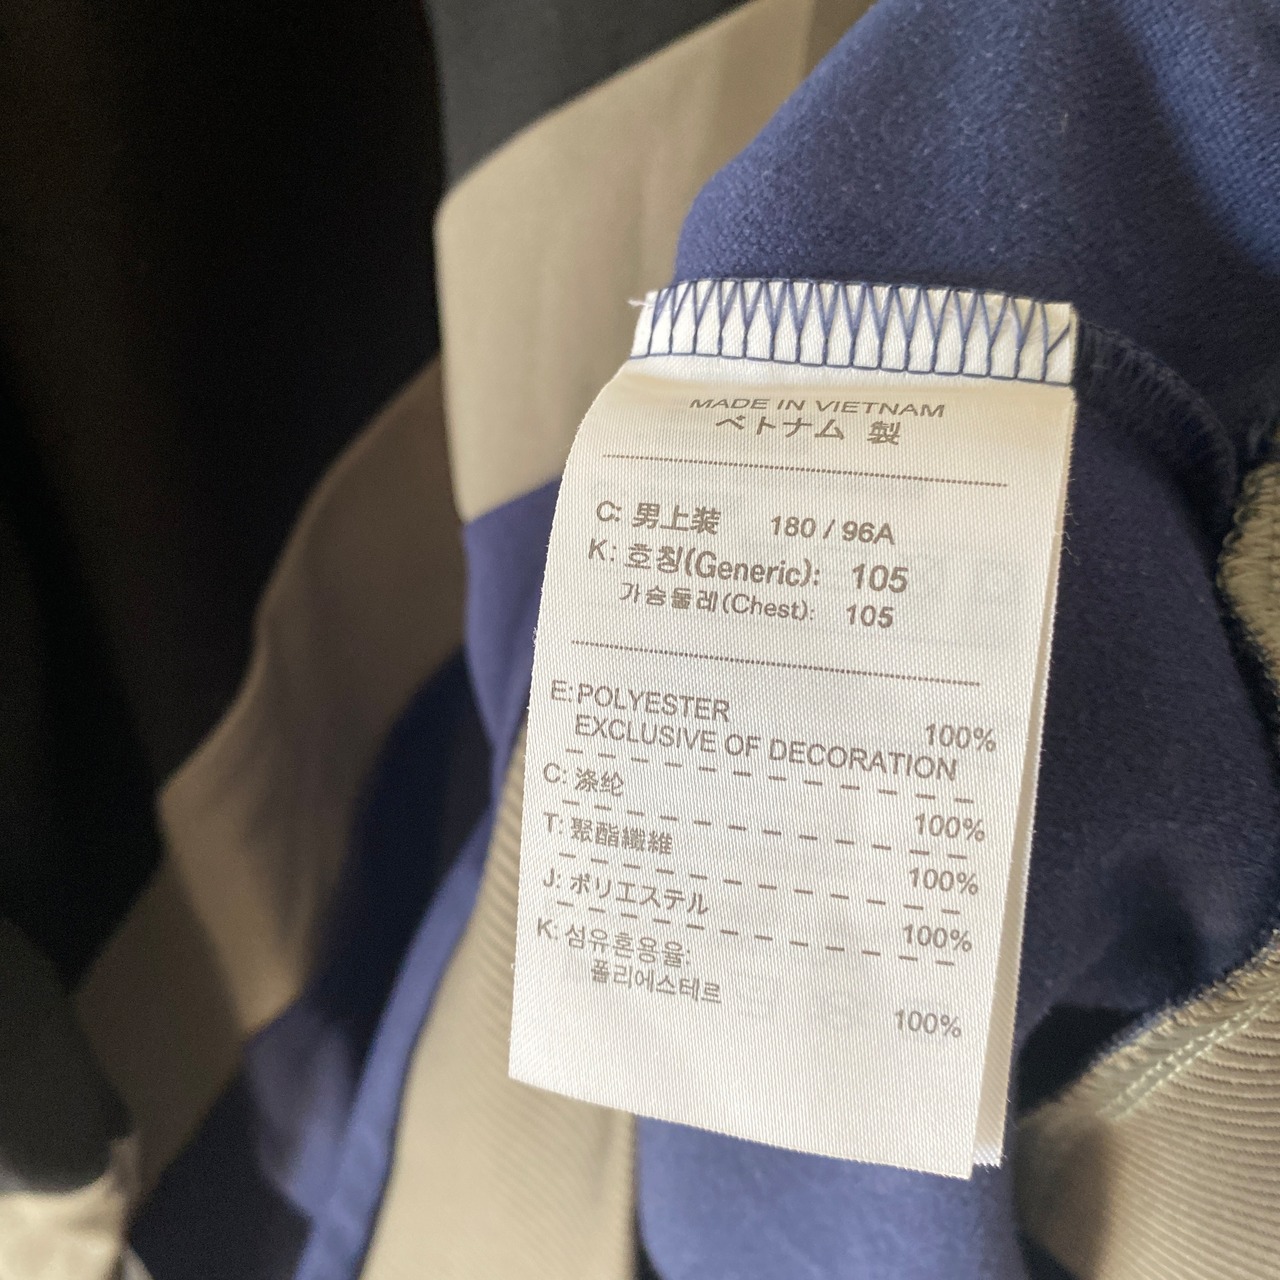 MADE IN VIETNAM
ベトナム 製
C: 男上装 180 / 96A
K: 호칭(Generic): 105
가슴둘레(Chest): 105
E:POLYESTER 100%
EXCLUSIVE OF DECORATION
C: 涤纶 100%
T: 聚酯纖維 100%
J: ポリエステル 100%
K: 섬유혼용율:
폴리에스테르 100%